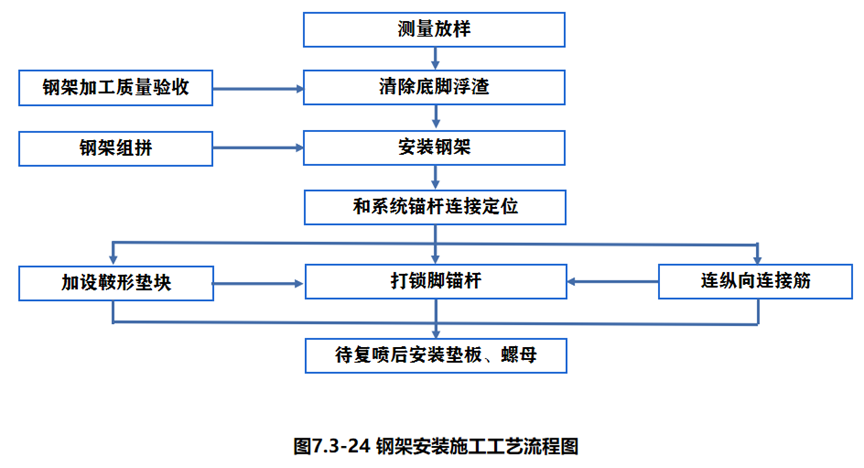 测量放样
钢架加工质量验收
清除底脚浮渣
钢架组拼
安装钢架
和系统锚杆连接定位
加设鞍形垫块
打锁脚锚杆
连纵向连接筋
待复喷后安装垫板、螺母
图7.3-24 钢架安装施工工艺流程图